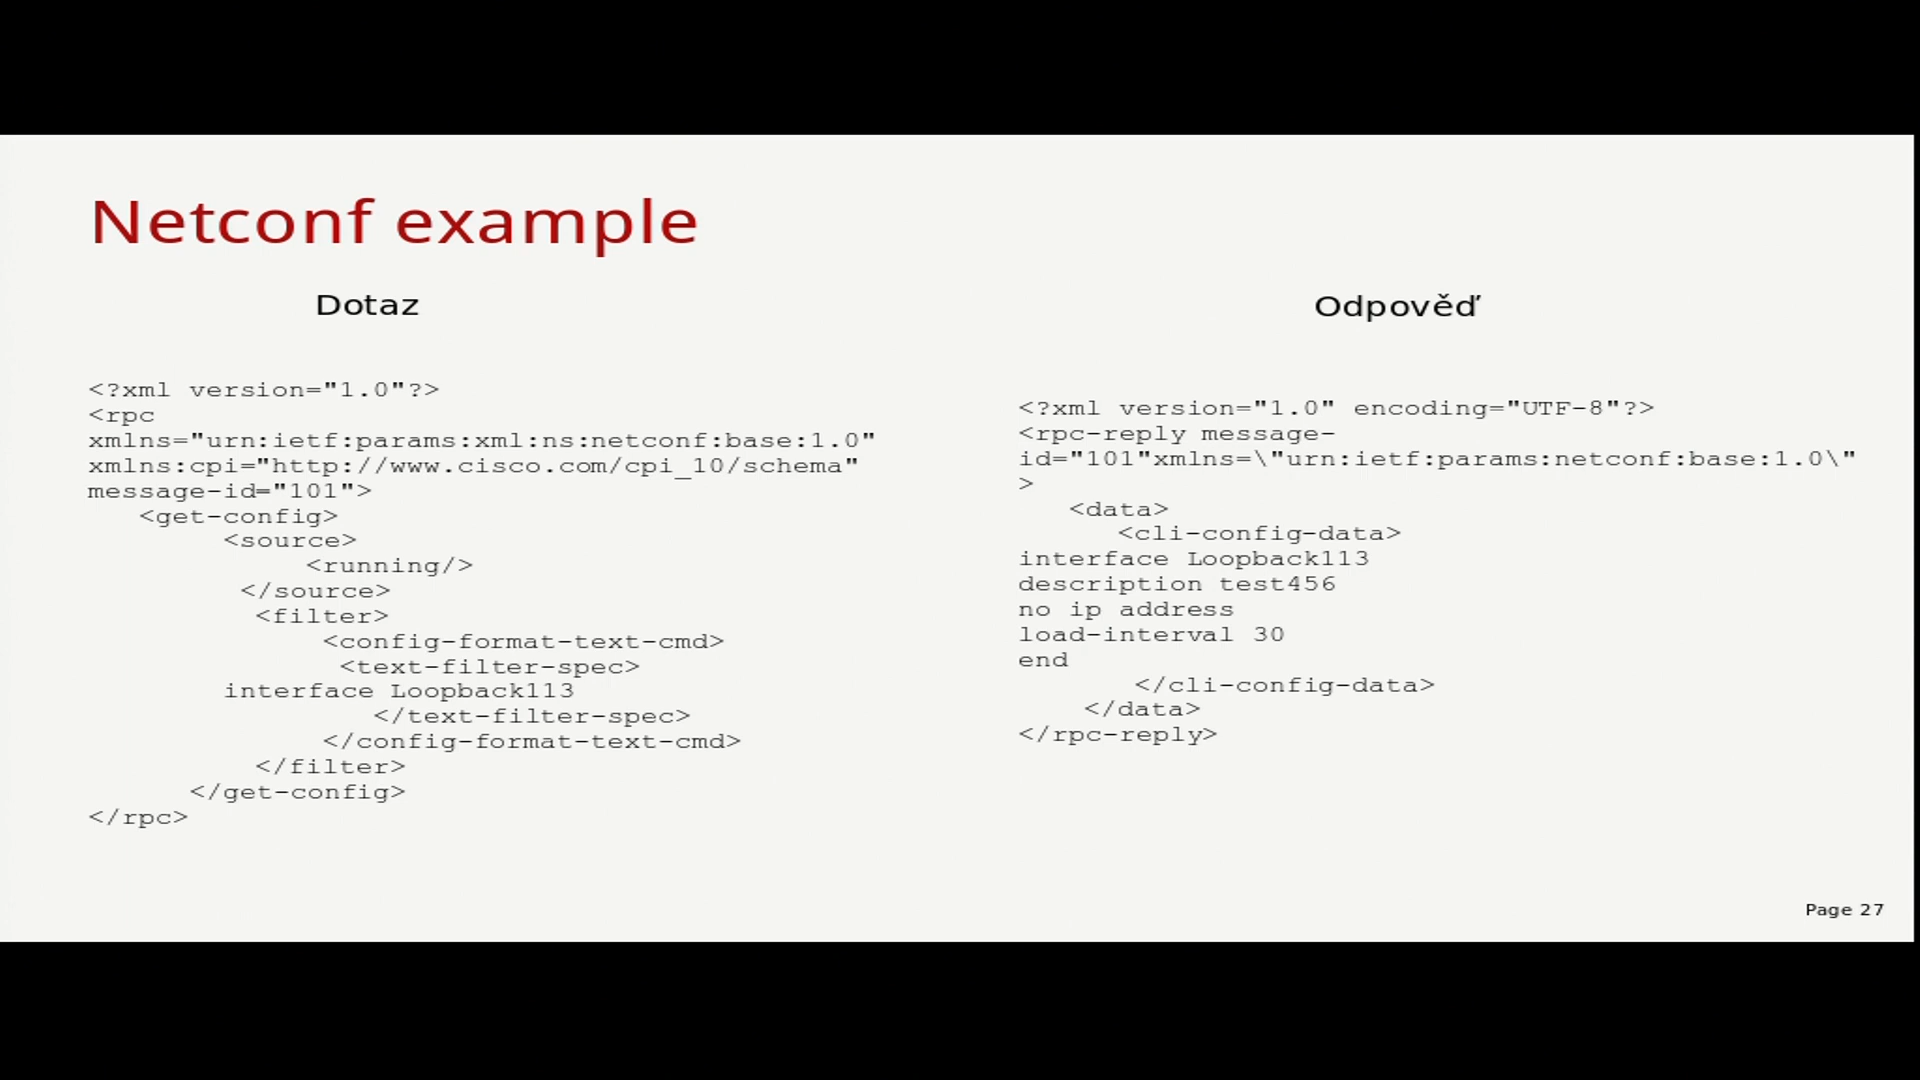 Netconf example
Dotaz
<?xml version="1.0"?>
<rpc
xmlns="urn:ietf:params:xml:ns:netconf:base:1.0"
xmlns:cpi="http://www.cisco.com/cpi_10/schema"
message-id="101">
<get-config>
<source>
<running/>
</source>
<filter>
<config-format-text-cmd>
<text-filter-spec>
interface Loopback113
</text-filter-spec>
</config-format-text-cmd>
</filter>
</get-config>
</rpc>
Odpověď
<?xml version="1.0" encoding="UTF-8"?>
<rpc-reply message-
id="101"xmlns=\"urn:ietf:params:netconf:base:1.0\"
>
<data>
<cli-config-data>
interface Loopback113
description test456
no ip address
load-interval 30
end
</cli-config-data>
</data>
</rpc-reply>
Page 27